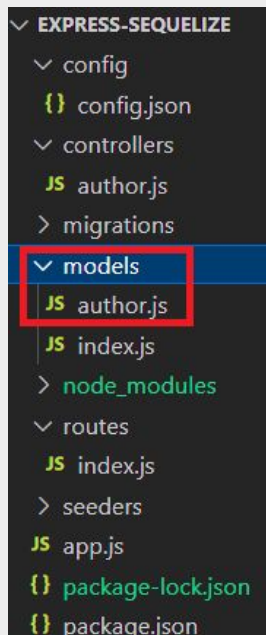 EXPRESS-SEQUELIZE
config
{} config.json
controllers
JS author.js
migrations
models
JS author.js
JS index.js
node_modules
routes
JS index.js
seeders
JS app.js
{} package-lock.json
{} package.json